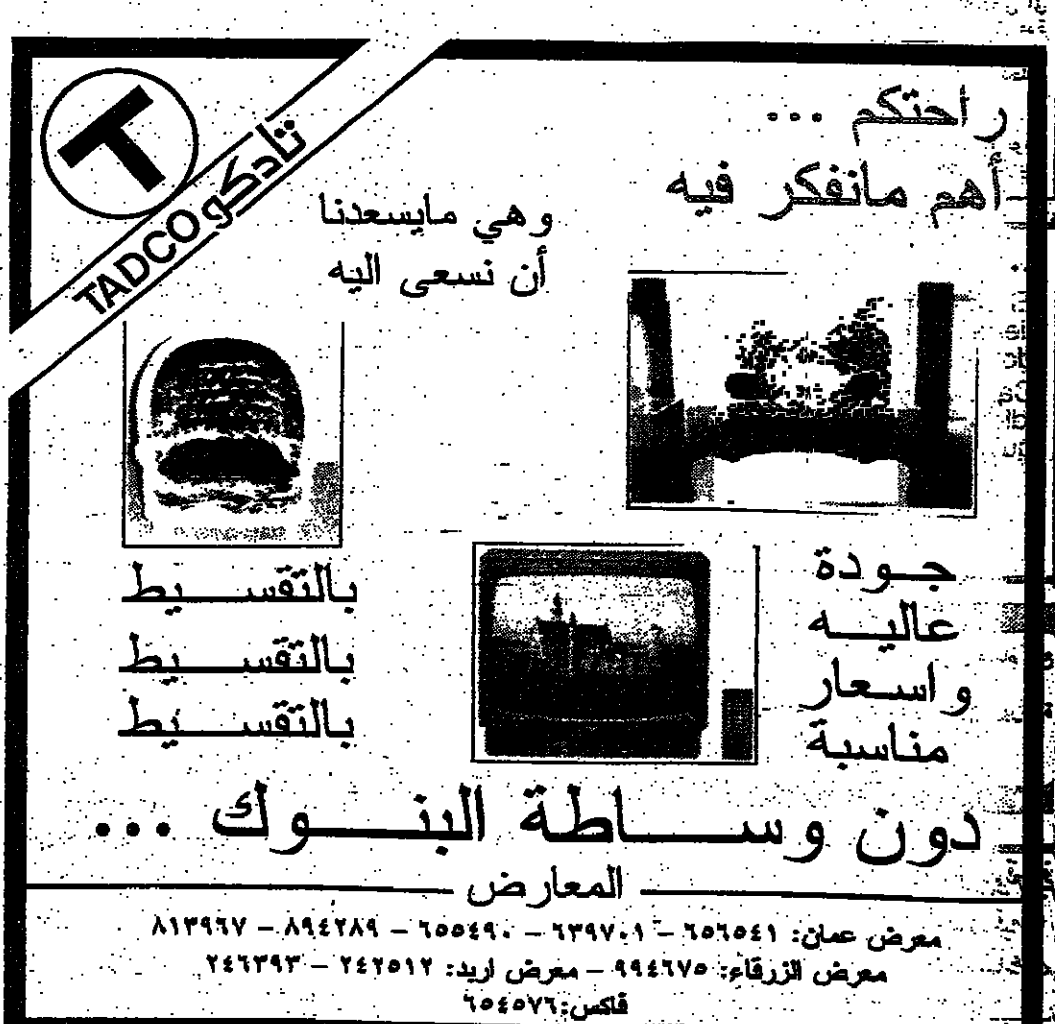 T
تادكو TADCO
راحتكم ...
أهم مانفكر فيه
وهي مايسعدنا
أن نسعى اليه
جودة
عاليه
واسعار
مناسبة
بالتقسيط
بالتقسيط
بالتقسيط
دون وساطة البنوك ...
المعارض
معرض عمان: ٦٥٦٥٤١ – ٦٣٩٧٠١ – ٦٥٥٤٩٠ – ٨٩٤٢٨٩ – ٨١٣٩٦٧
معرض الزرقاء: ٩٩٤٦٧٥ – معرض اربد: ٢٤٢٥١٢ – ٢٤٦٣٩٣
فاكس: ٦٥٤٥٧٦